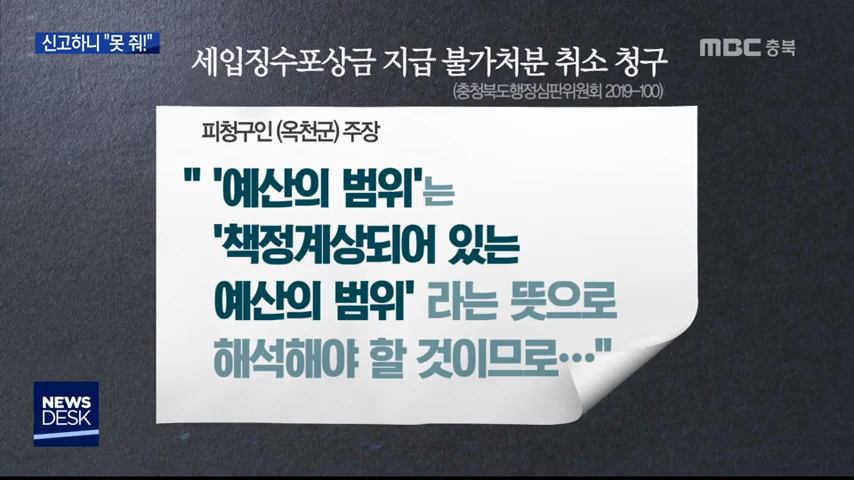 신고하니 "못 줘!"
MBC 충북
세입징수포상금 지급 불가처분 취소 청구
(충청북도행정심판위원회 2019-100)
피청구인 (옥천군) 주장
" '예산의 범위'는
'책정계상되어 있는
예산의 범위' 라는 뜻으로
해석해야 할 것이므로…"
NEWS
DESK